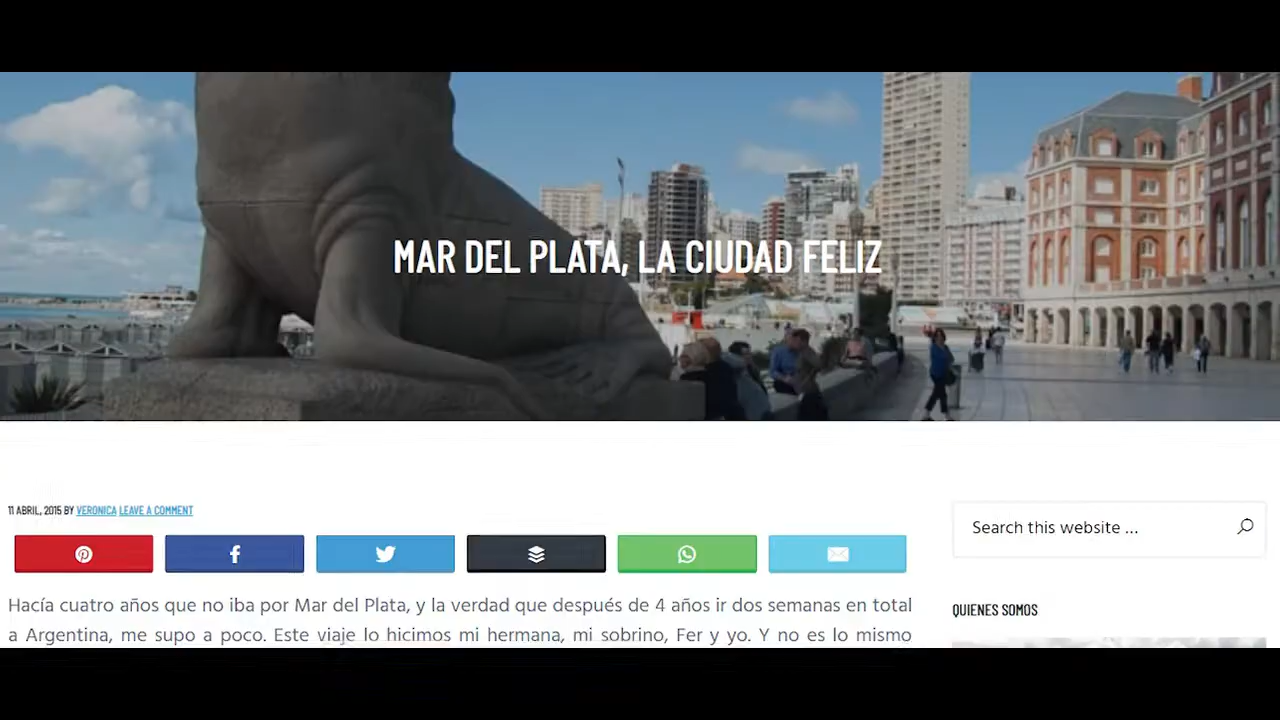 MAR DEL PLATA, LA CIUDAD FELIZ
11 ABRIL, 2015 BY VERONICA LEAVE A COMMENT
Search this website ...
Hacía cuatro años que no iba por Mar del Plata, y la verdad que después de 4 años ir dos semanas en total
a Argentina, me supo a poco. Este viaje lo hicimos mi hermana, mi sobrino, Fer y yo. Y no es lo mismo
QUIENES SOMOS